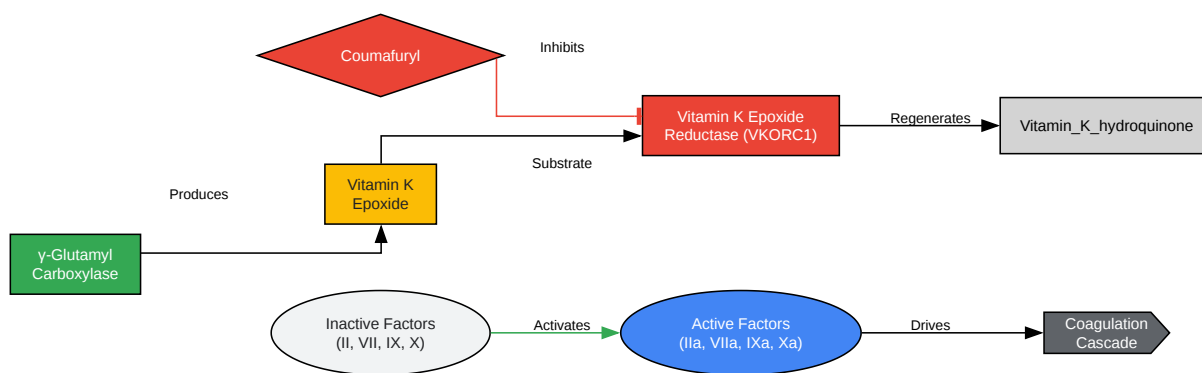 Coumafuryl
Inhibits
Vitamin K Epoxide
Reductase (VKORC1)
Regenerates
Vitamin_K_hydroquinone
Substrate
Vitamin K
Epoxide
Produces
γ-Glutamyl
Carboxylase
Inactive Factors
(II, VII, IX, X)
Activates
Active Factors
(IIa, VIIa, IXa, Xa)
Drives
Coagulation
Cascade